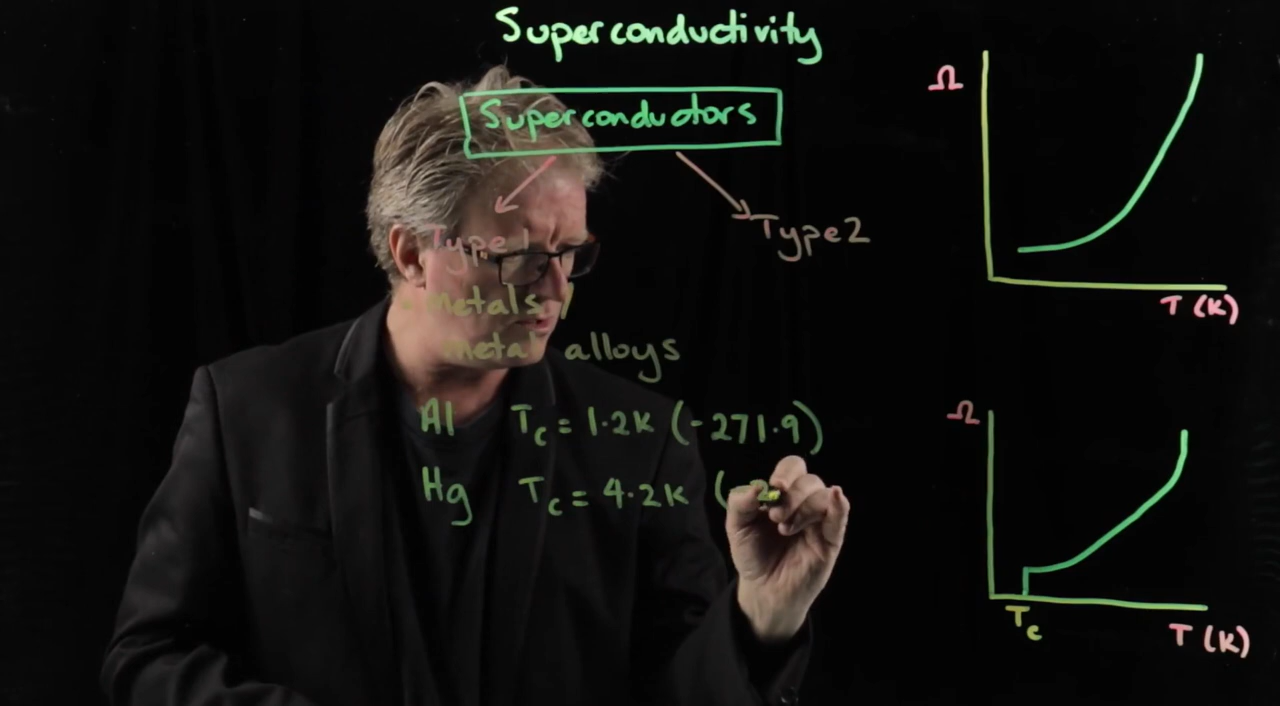 Superconductivity
Superconductors
Type 1
Type2
• Metals /
metal alloys
Al Tc = 1.2K (-271.9)
Hg Tc = 4.2K (-2
Ω
T (K)
Ω
Tc
T (K)